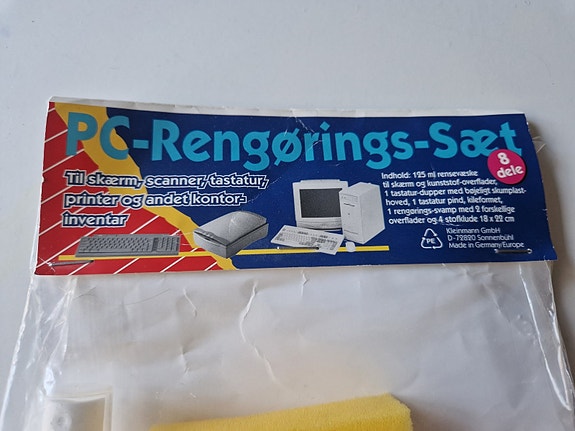 PC-Rengørings-Sæt
Til skærm, scanner, tastatur,
printer og andet kontor-
inventar
8
dele
Indhold: 125 ml rensevæske
til skærm og kunststof-overflader,
1 tastatur-dupper med bøjeligt skumplast-
hoved, 1 tastatur pind, kileformet,
1 rengørings-svamp med 2 forskellige
overflader og 4 stofklude 18 x 22 cm
PE
Kleinmann GmbH
D-72820 Sonnenbühl
Made in Germany/Europe